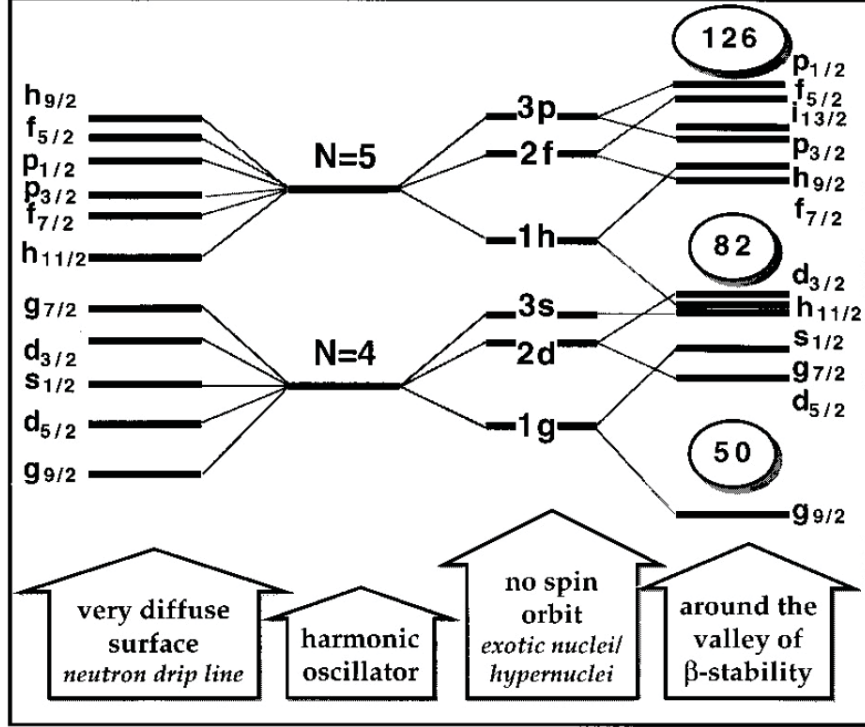 h9/2
f5/2
p1/2
p3/2
f7/2
h11/2
g7/2
d3/2
s1/2
d5/2
g9/2
N=5
N=4
3p
2f
1h
3s
2d
1g
126
p1/2
f5/2
i13/2
p3/2
h9/2
f7/2
82
d3/2
h11/2
s1/2
g7/2
d5/2
50
g9/2
very diffuse
surface
neutron drip line
harmonic
oscillator
no spin
orbit
exotic nuclei/
hypernuclei
around the
valley of
β-stability